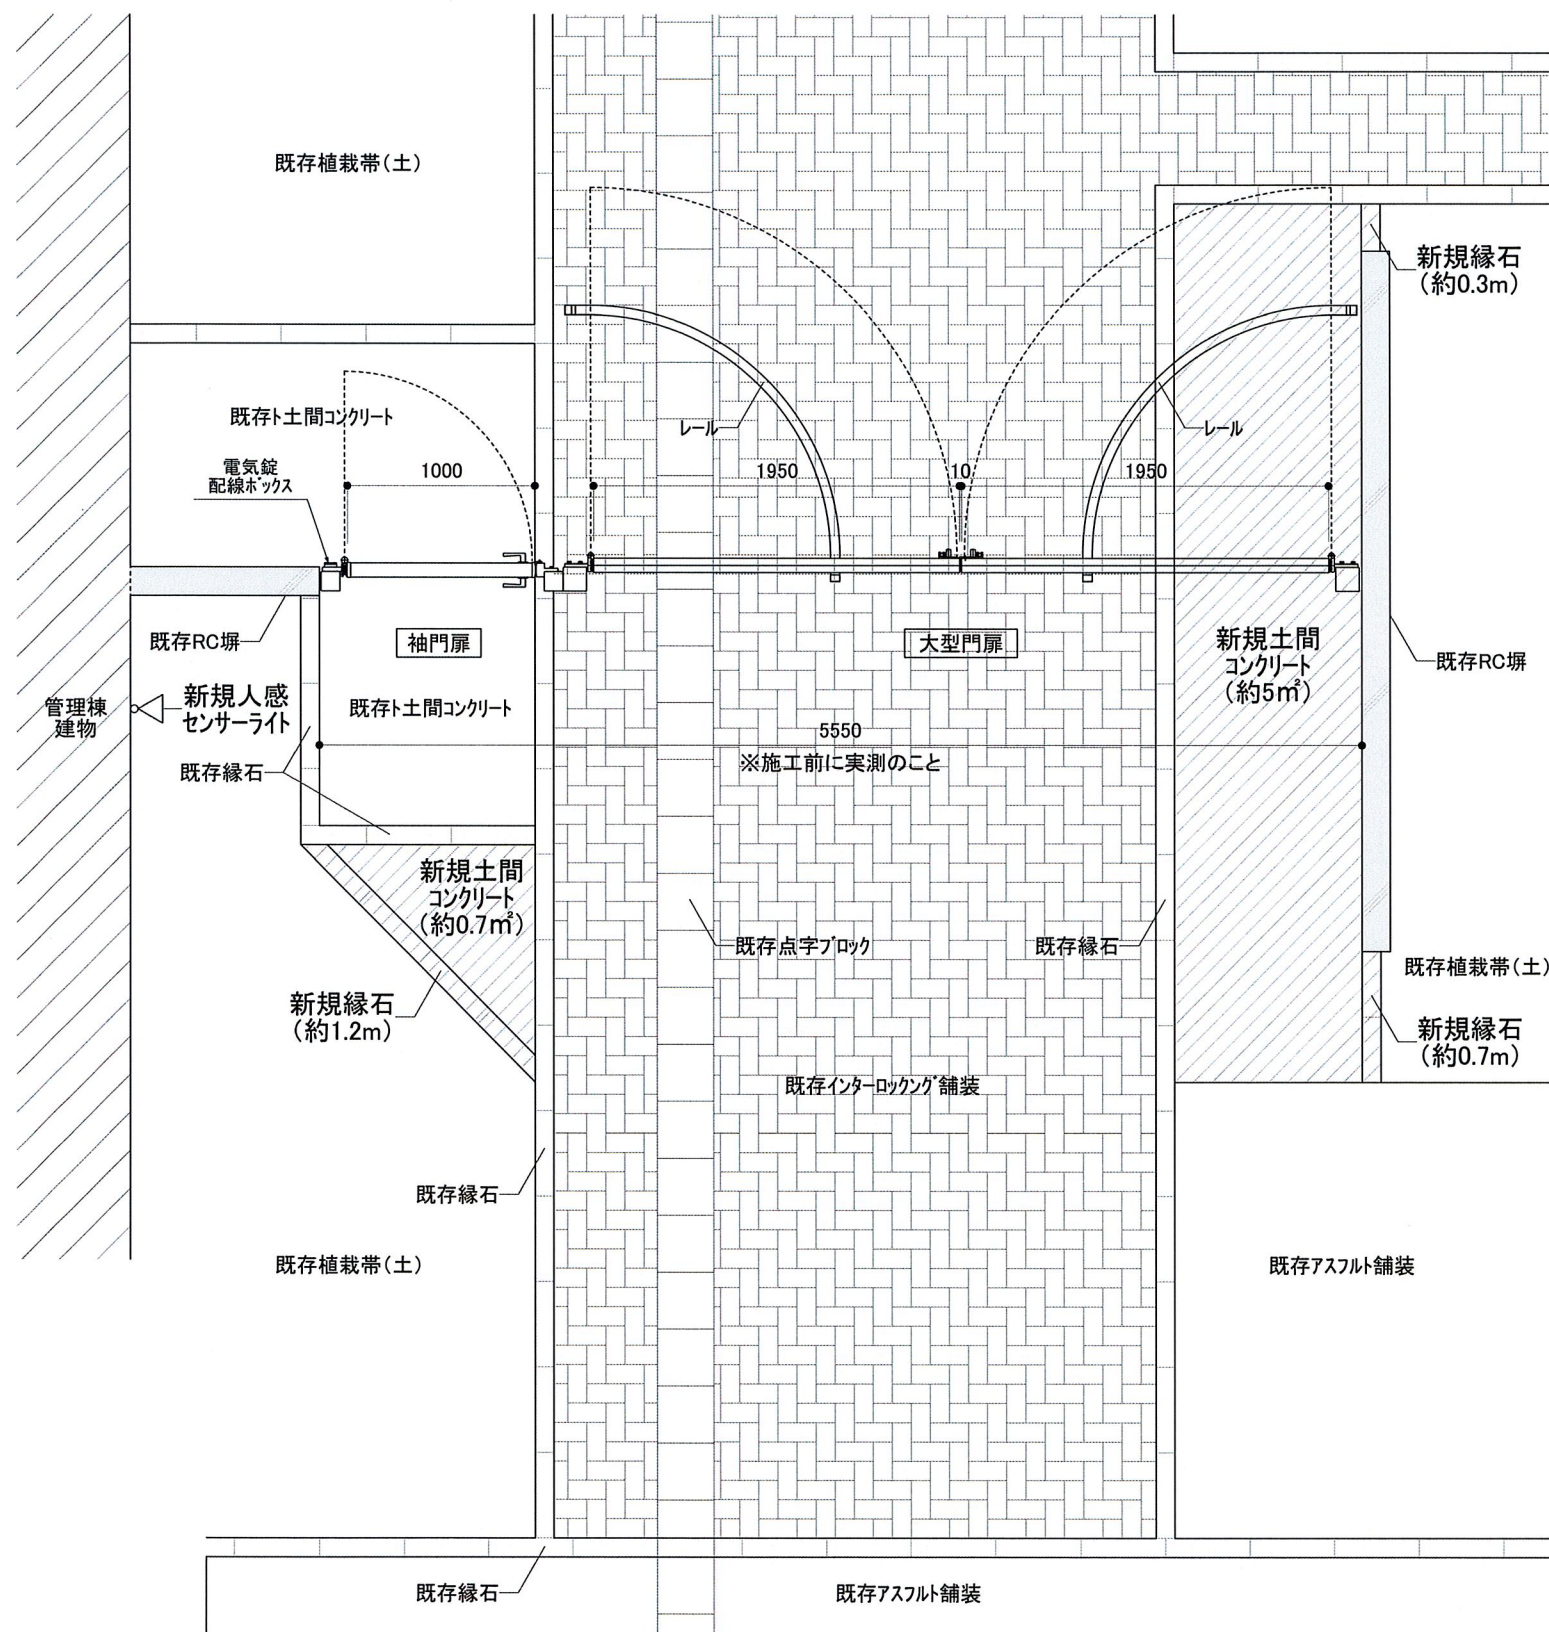 既存植栽帯（土）
新規縁石
（約0.3m）
既存ト土間コンクリート
レール
レール
電気錠
配線ボックス
1000
1950
10
1950
既存RC塀
袖門扉
大型門扉
新規土間
コンクリート
（約5㎡）
既存RC塀
管理棟
建物
新規人感
センサーライト
既存ト土間コンクリート
5550
※施工前に実測のこと
既存縁石
新規土間
コンクリート
（約0.7㎡）
既存点字ブロック
既存縁石
既存植栽帯（土）
新規縁石
（約1.2m）
新規縁石
（約0.7m）
既存インターロックング舗装
既存縁石
既存植栽帯（土）
既存アスフルト舗装
既存縁石
既存アスフルト舗装